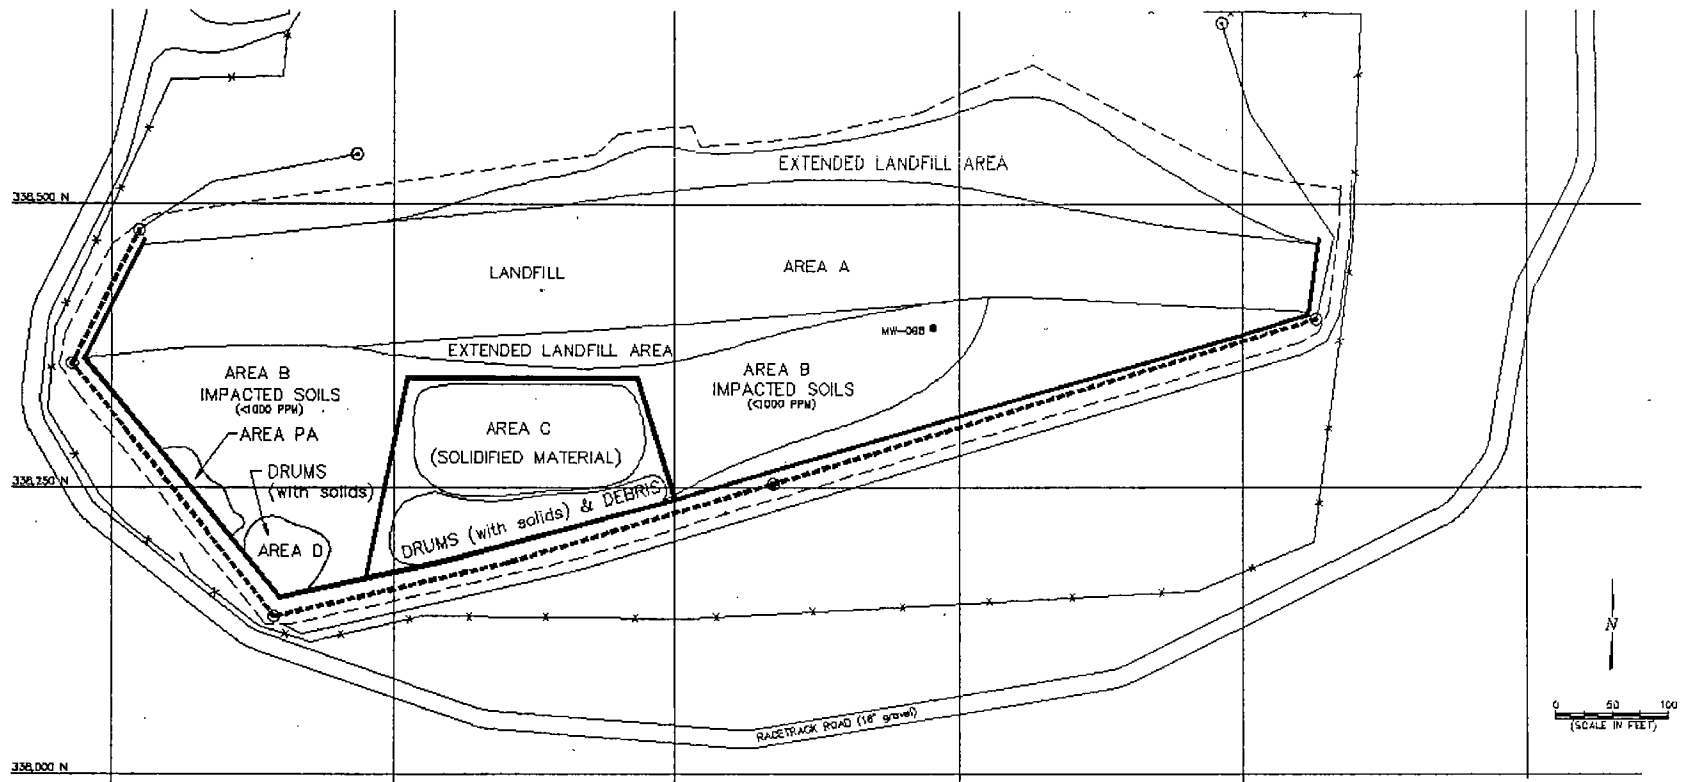 EXTENDED LANDFILL AREA
338,500 N
LANDFILL
AREA A
MW-06B
EXTENDED LANDFILL AREA
AREA B
IMPACTED SOILS
(<1000 PPM)
AREA B
IMPACTED SOILS
(<1000 PPM)
AREA PA
DRUMS
(with solids)
AREA C
(SOLIDIFIED MATERIAL)
338,250 N
DRUMS (with solids) & DEBRIS
AREA D
N
0 50 100
(SCALE IN FEET)
RACETRACK ROAD (18" gravel)
338,000 N